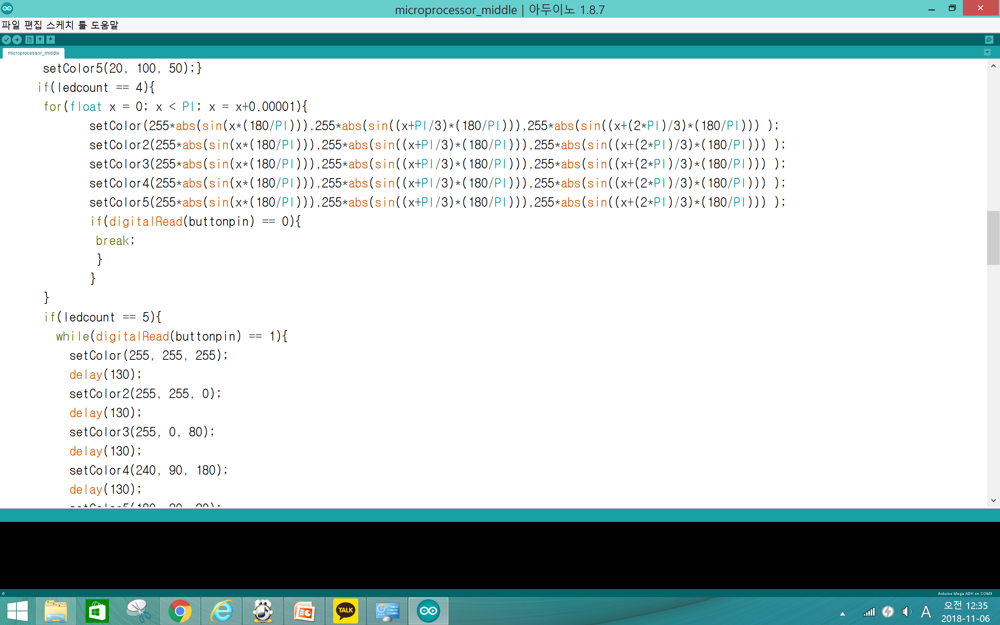 microprocessor_middle | 아두이노 1.8.7
파일 편집 스케치 툴 도움말
microprocessor_middle
setColor5(20, 100, 50);}
if(ledcount == 4){
for(float x = 0; x < PI; x = x+0.00001){
setColor(255*abs(sin(x*(180/PI))),255*abs(sin((x+PI/3)*(180/PI))),255*abs(sin((x+(2*PI)/3)*(180/PI))) );
setColor2(255*abs(sin(x*(180/PI))),255*abs(sin((x+PI/3)*(180/PI))),255*abs(sin((x+(2*PI)/3)*(180/PI))) );
setColor3(255*abs(sin(x*(180/PI))),255*abs(sin((x+PI/3)*(180/PI))),255*abs(sin((x+(2*PI)/3)*(180/PI))) );
setColor4(255*abs(sin(x*(180/PI))),255*abs(sin((x+PI/3)*(180/PI))),255*abs(sin((x+(2*PI)/3)*(180/PI))) );
setColor5(255*abs(sin(x*(180/PI))),255*abs(sin((x+PI/3)*(180/PI))),255*abs(sin((x+(2*PI)/3)*(180/PI))) );
if(digitalRead(buttonpin) == 0){
break;
}
}
}
if(ledcount == 5){
while(digitalRead(buttonpin) == 1){
setColor(255, 255, 255);
delay(130);
setColor2(255, 255, 0);
delay(130);
setColor3(255, 0, 80);
delay(130);
setColor4(240, 90, 180);
delay(130);
6
Arduino Mega ADK on COM3
TALK
A
오전 12:35
2018-11-06